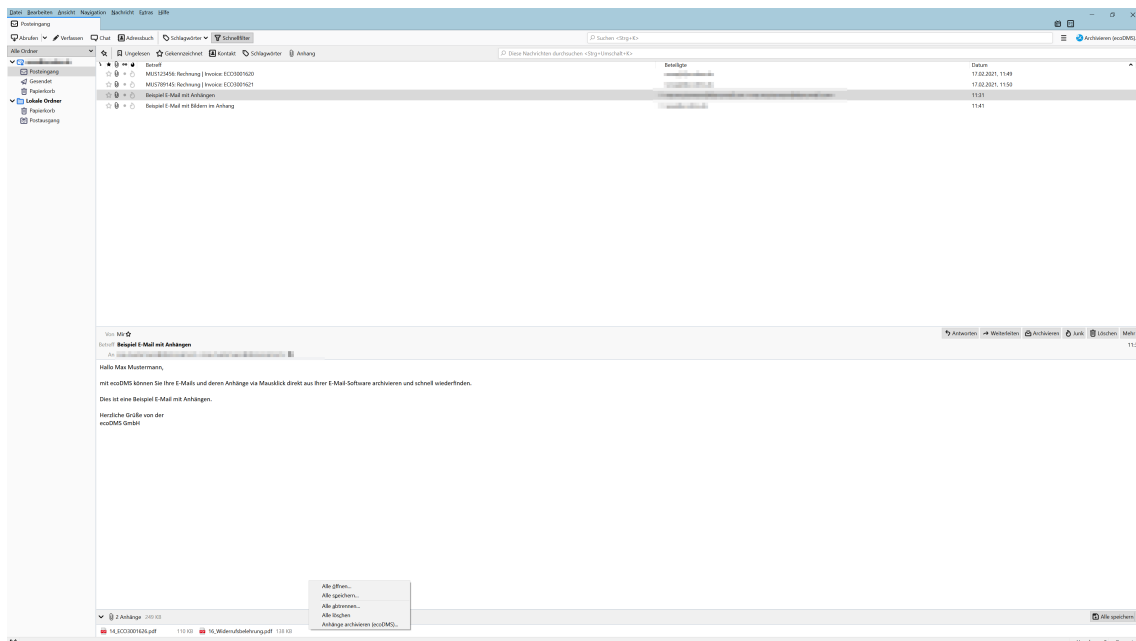 Datei Bearbeiten Ansicht Navigation Nachricht Extras Hilfe
Posteingang
Abrufen Verfassen Chat Adressbuch Schlagwörter Schnellfilter Suchen <Strg+K> Archivieren (ecoDMS)
Alle Ordner Ungelesen Gekennzeichnet Kontakt Schlagwörter Anhang Diese Nachrichten durchsuchen <Strg+Umschalt+K>
Betreff Beteiligte Datum
Posteingang
Gesendet
Papierkorb
Lokale Ordner
Papierkorb
Postausgang
MUS123456: Rechnung | Invoice: ECO3001620 17.02.2021, 11:49
MUS789145: Rechnung | Invoice: ECO3001621 17.02.2021, 11:50
Beispiel E-Mail mit Anhängen 11:31
Beispiel E-Mail mit Bildern im Anhang 11:41
Von Mir Antworten Weiterleiten Archivieren Junk Löschen Mehr
Betreff Beispiel E-Mail mit Anhängen
An
Hallo Max Mustermann,
mit ecoDMS können Sie Ihre E-Mails und deren Anhänge via Mausklick direkt aus Ihrer E-Mail-Software archivieren und schnell wiederfinden.
Dies ist eine Beispiel E-Mail mit Anhängen.
Herzliche Grüße von der
ecoDMS GmbH
Alle öffnen...
Alle speichern...
Alle abtrennen...
Alle löschen
Anhänge archivieren (ecoDMS)...
2 Anhänge 249 KB Alle speichern
14_ECO3001626.pdf 110 KB 16_Widerrufsbelehrung.pdf 138 KB